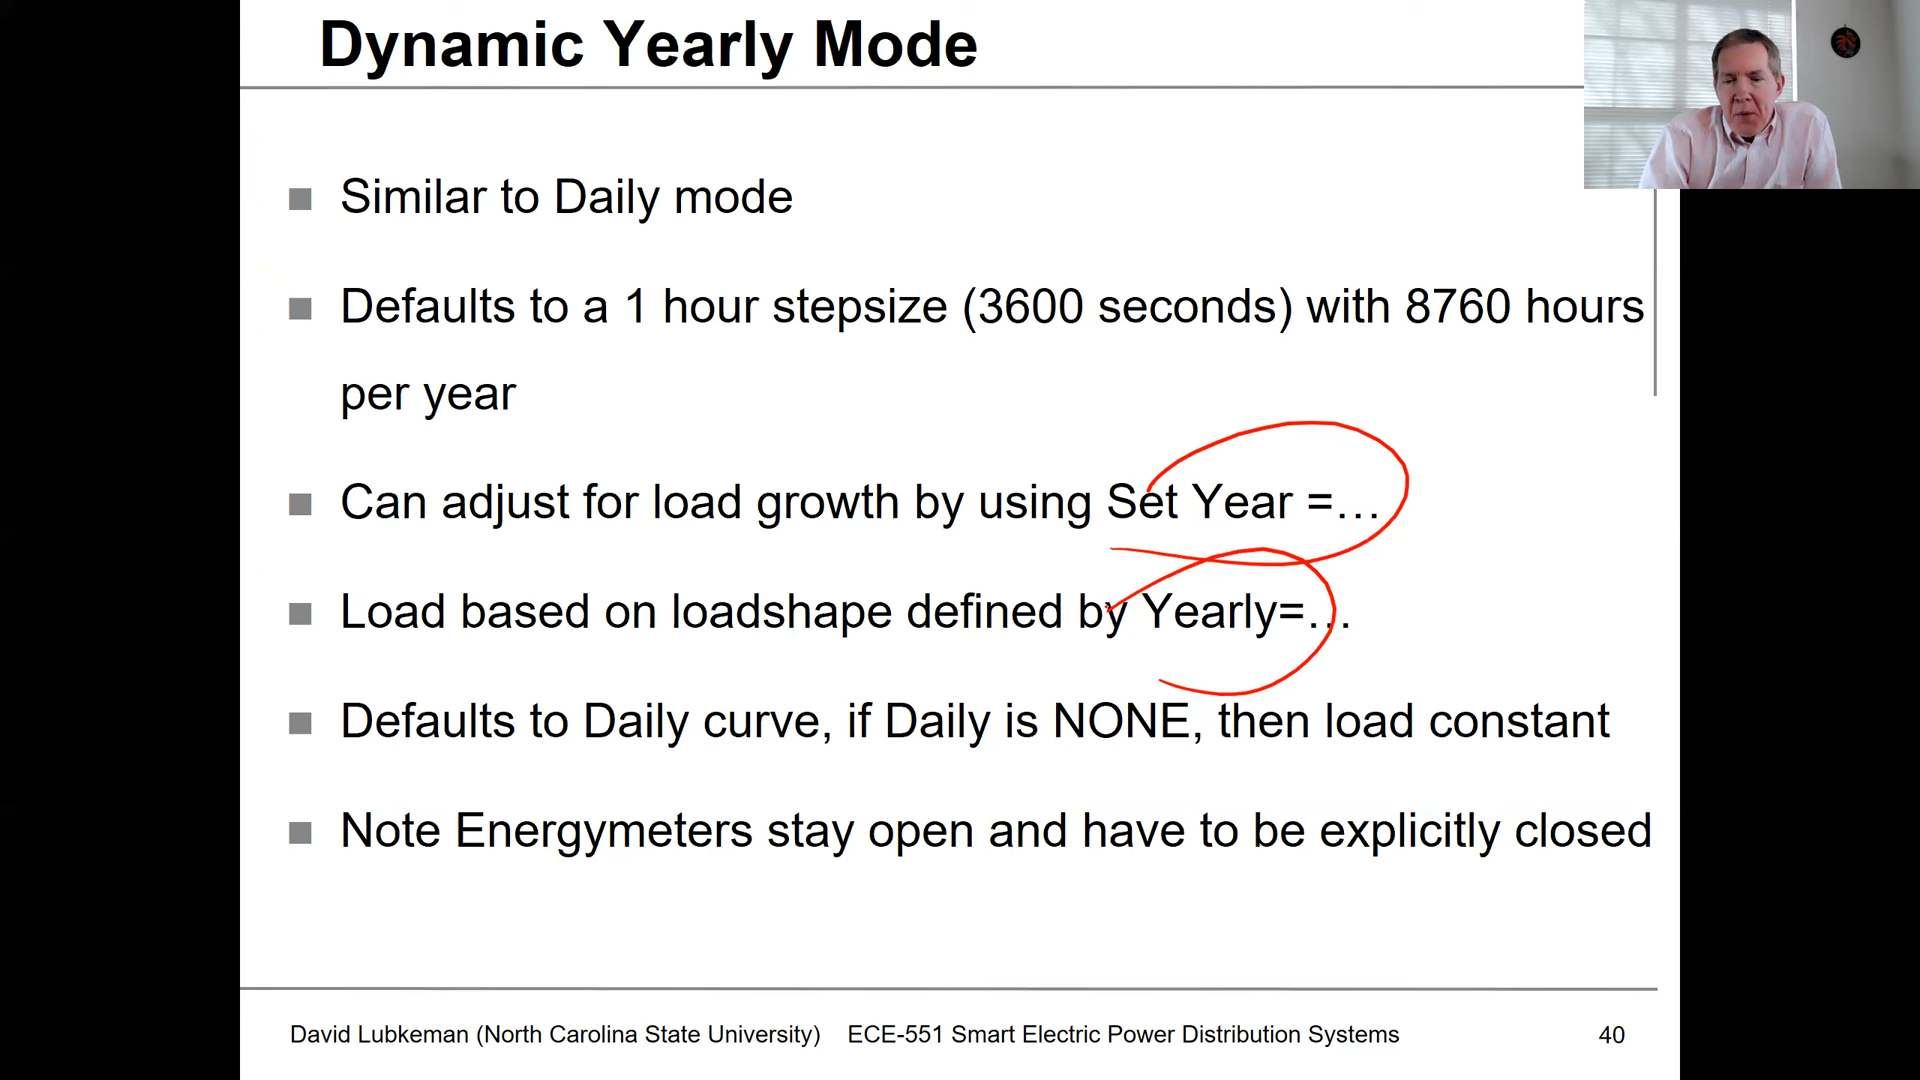 Dynamic Yearly Mode
Similar to Daily mode
Defaults to a 1 hour stepsize (3600 seconds) with 8760 hours
per year
Can adjust for load growth by using Set Year =…
Load based on loadshape defined by Yearly=…
Defaults to Daily curve, if Daily is NONE, then load constant
Note Energymeters stay open and have to be explicitly closed
David Lubkeman (North Carolina State University) ECE-551 Smart Electric Power Distribution Systems 40